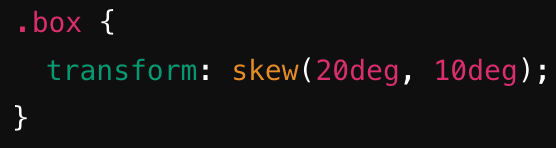 .box {
  transform: skew(20deg, 10deg);
}